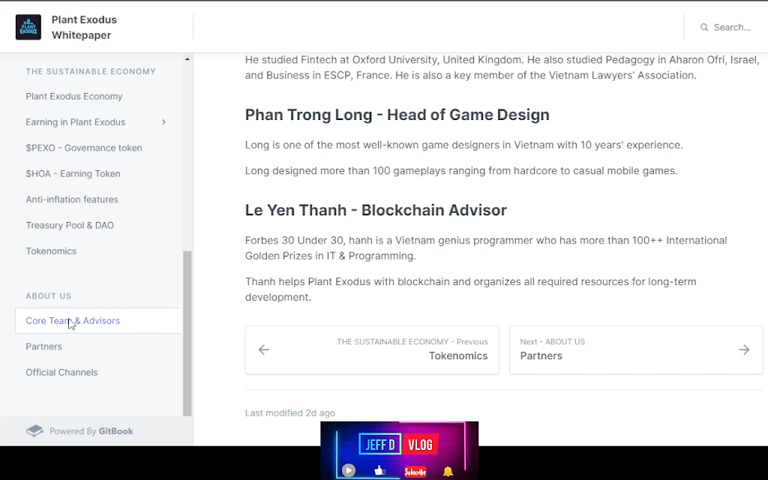 Plant Exodus
Whitepaper
Search...
THE SUSTAINABLE ECONOMY
Plant Exodus Economy
Earning in Plant Exodus
$PEXO - Governance token
$HOA - Earning Token
Anti-inflation features
Treasury Pool & DAO
Tokenomics
ABOUT US
Core Team & Advisors
Partners
Official Channels
Powered By GitBook
He studied Fintech at Oxford University, United Kingdom. He also studied Pedagogy in Aharon Ofri, Israel,
and Business in ESCP, France. He is also a key member of the Vietnam Lawyers' Association.
Phan Trong Long - Head of Game Design
Long is one of the most well-known game designers in Vietnam with 10 years' experience.
Long designed more than 100 gameplays ranging from hardcore to casual mobile games.
Le Yen Thanh - Blockchain Advisor
Forbes 30 Under 30, hanh is a Vietnam genius programmer who has more than 100++ International
Golden Prizes in IT & Programming.
Thanh helps Plant Exodus with blockchain and organizes all required resources for long-term
development.
THE SUSTAINABLE ECONOMY - Previous
Tokenomics
Next - ABOUT US
Partners
Last modified 2d ago
JEFF D VLOG
Subscribe